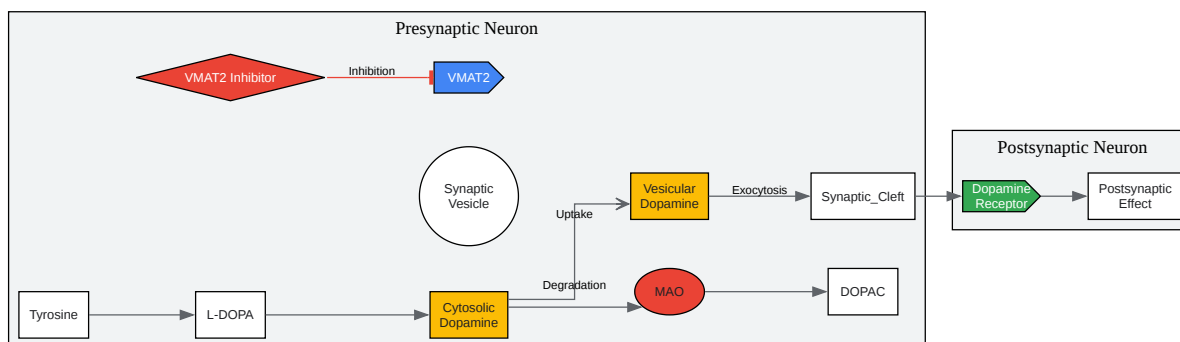 Presynaptic Neuron
VMAT2 Inhibitor
Inhibition
VMAT2
Postsynaptic Neuron
Synaptic
Vesicle
Vesicular
Dopamine
Exocytosis
Synaptic_Cleft
Dopamine
Receptor
Postsynaptic
Effect
Uptake
Degradation
Tyrosine
L-DOPA
Cytosolic
Dopamine
MAO
DOPAC